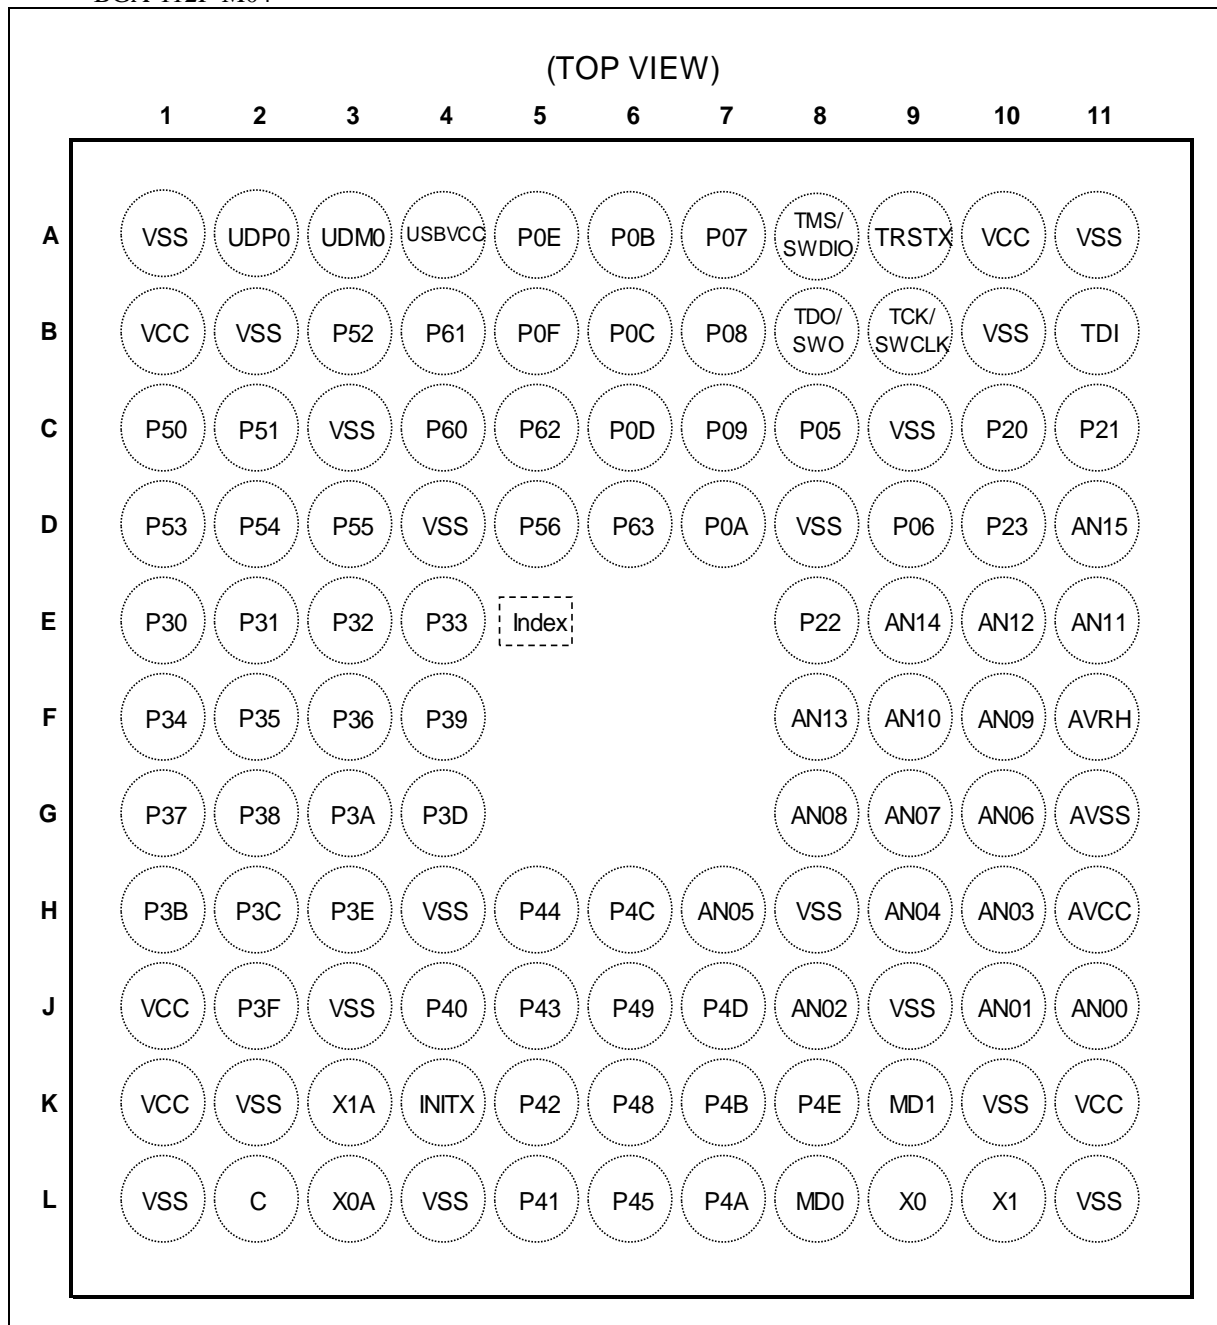 BGA-112P-M04
(TOP VIEW)
1 2 3 4 5 6 7 8 9 10 11
A VSS UDP0 UDM0 USBVCC P0E P0B P07 TMS/SWDIO TRSTX VCC VSS
B VCC VSS P52 P61 P0F P0C P08 TDO/SWO TCK/SWCLK VSS TDI
C P50 P51 VSS P60 P62 P0D P09 P05 VSS P20 P21
D P53 P54 P55 VSS P56 P63 P0A VSS P06 P23 AN15
E P30 P31 P32 P33 Index P22 AN14 AN12 AN11
F P34 P35 P36 P39 AN13 AN10 AN09 AVRH
G P37 P38 P3A P3D AN08 AN07 AN06 AVSS
H P3B P3C P3E VSS P44 P4C AN05 VSS AN04 AN03 AVCC
J VCC P3F VSS P40 P43 P49 P4D AN02 VSS AN01 AN00
K VCC VSS X1A INITX P42 P48 P4B P4E MD1 VSS VCC
L VSS C X0A VSS P41 P45 P4A MD0 X0 X1 VSS